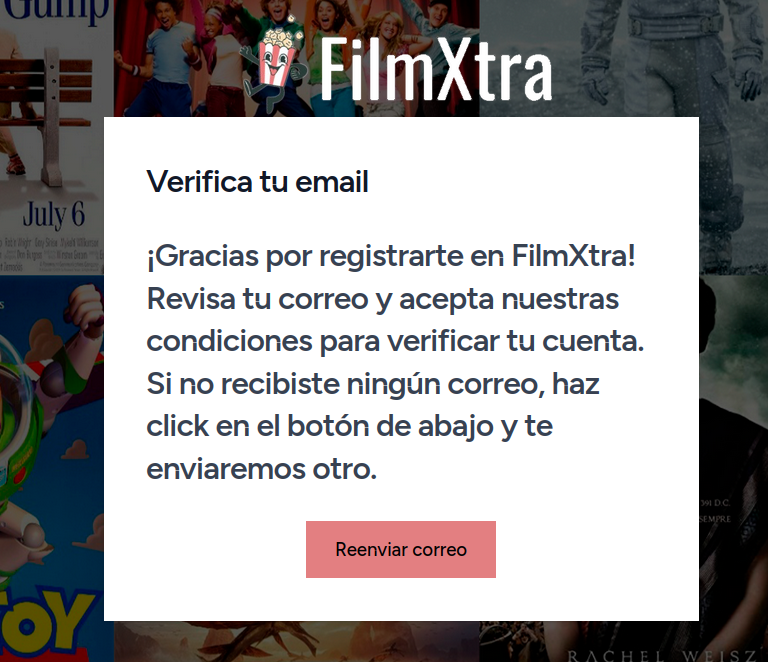 Gump
FilmXtra
July 6
Verifica tu email
¡Gracias por registrarte en FilmXtra!
Revisa tu correo y acepta nuestras
condiciones para verificar tu cuenta.
Si no recibiste ningún correo, haz
click en el botón de abajo y te
enviaremos otro.
Reenviar correo
TOY
RACHEL WEISZ